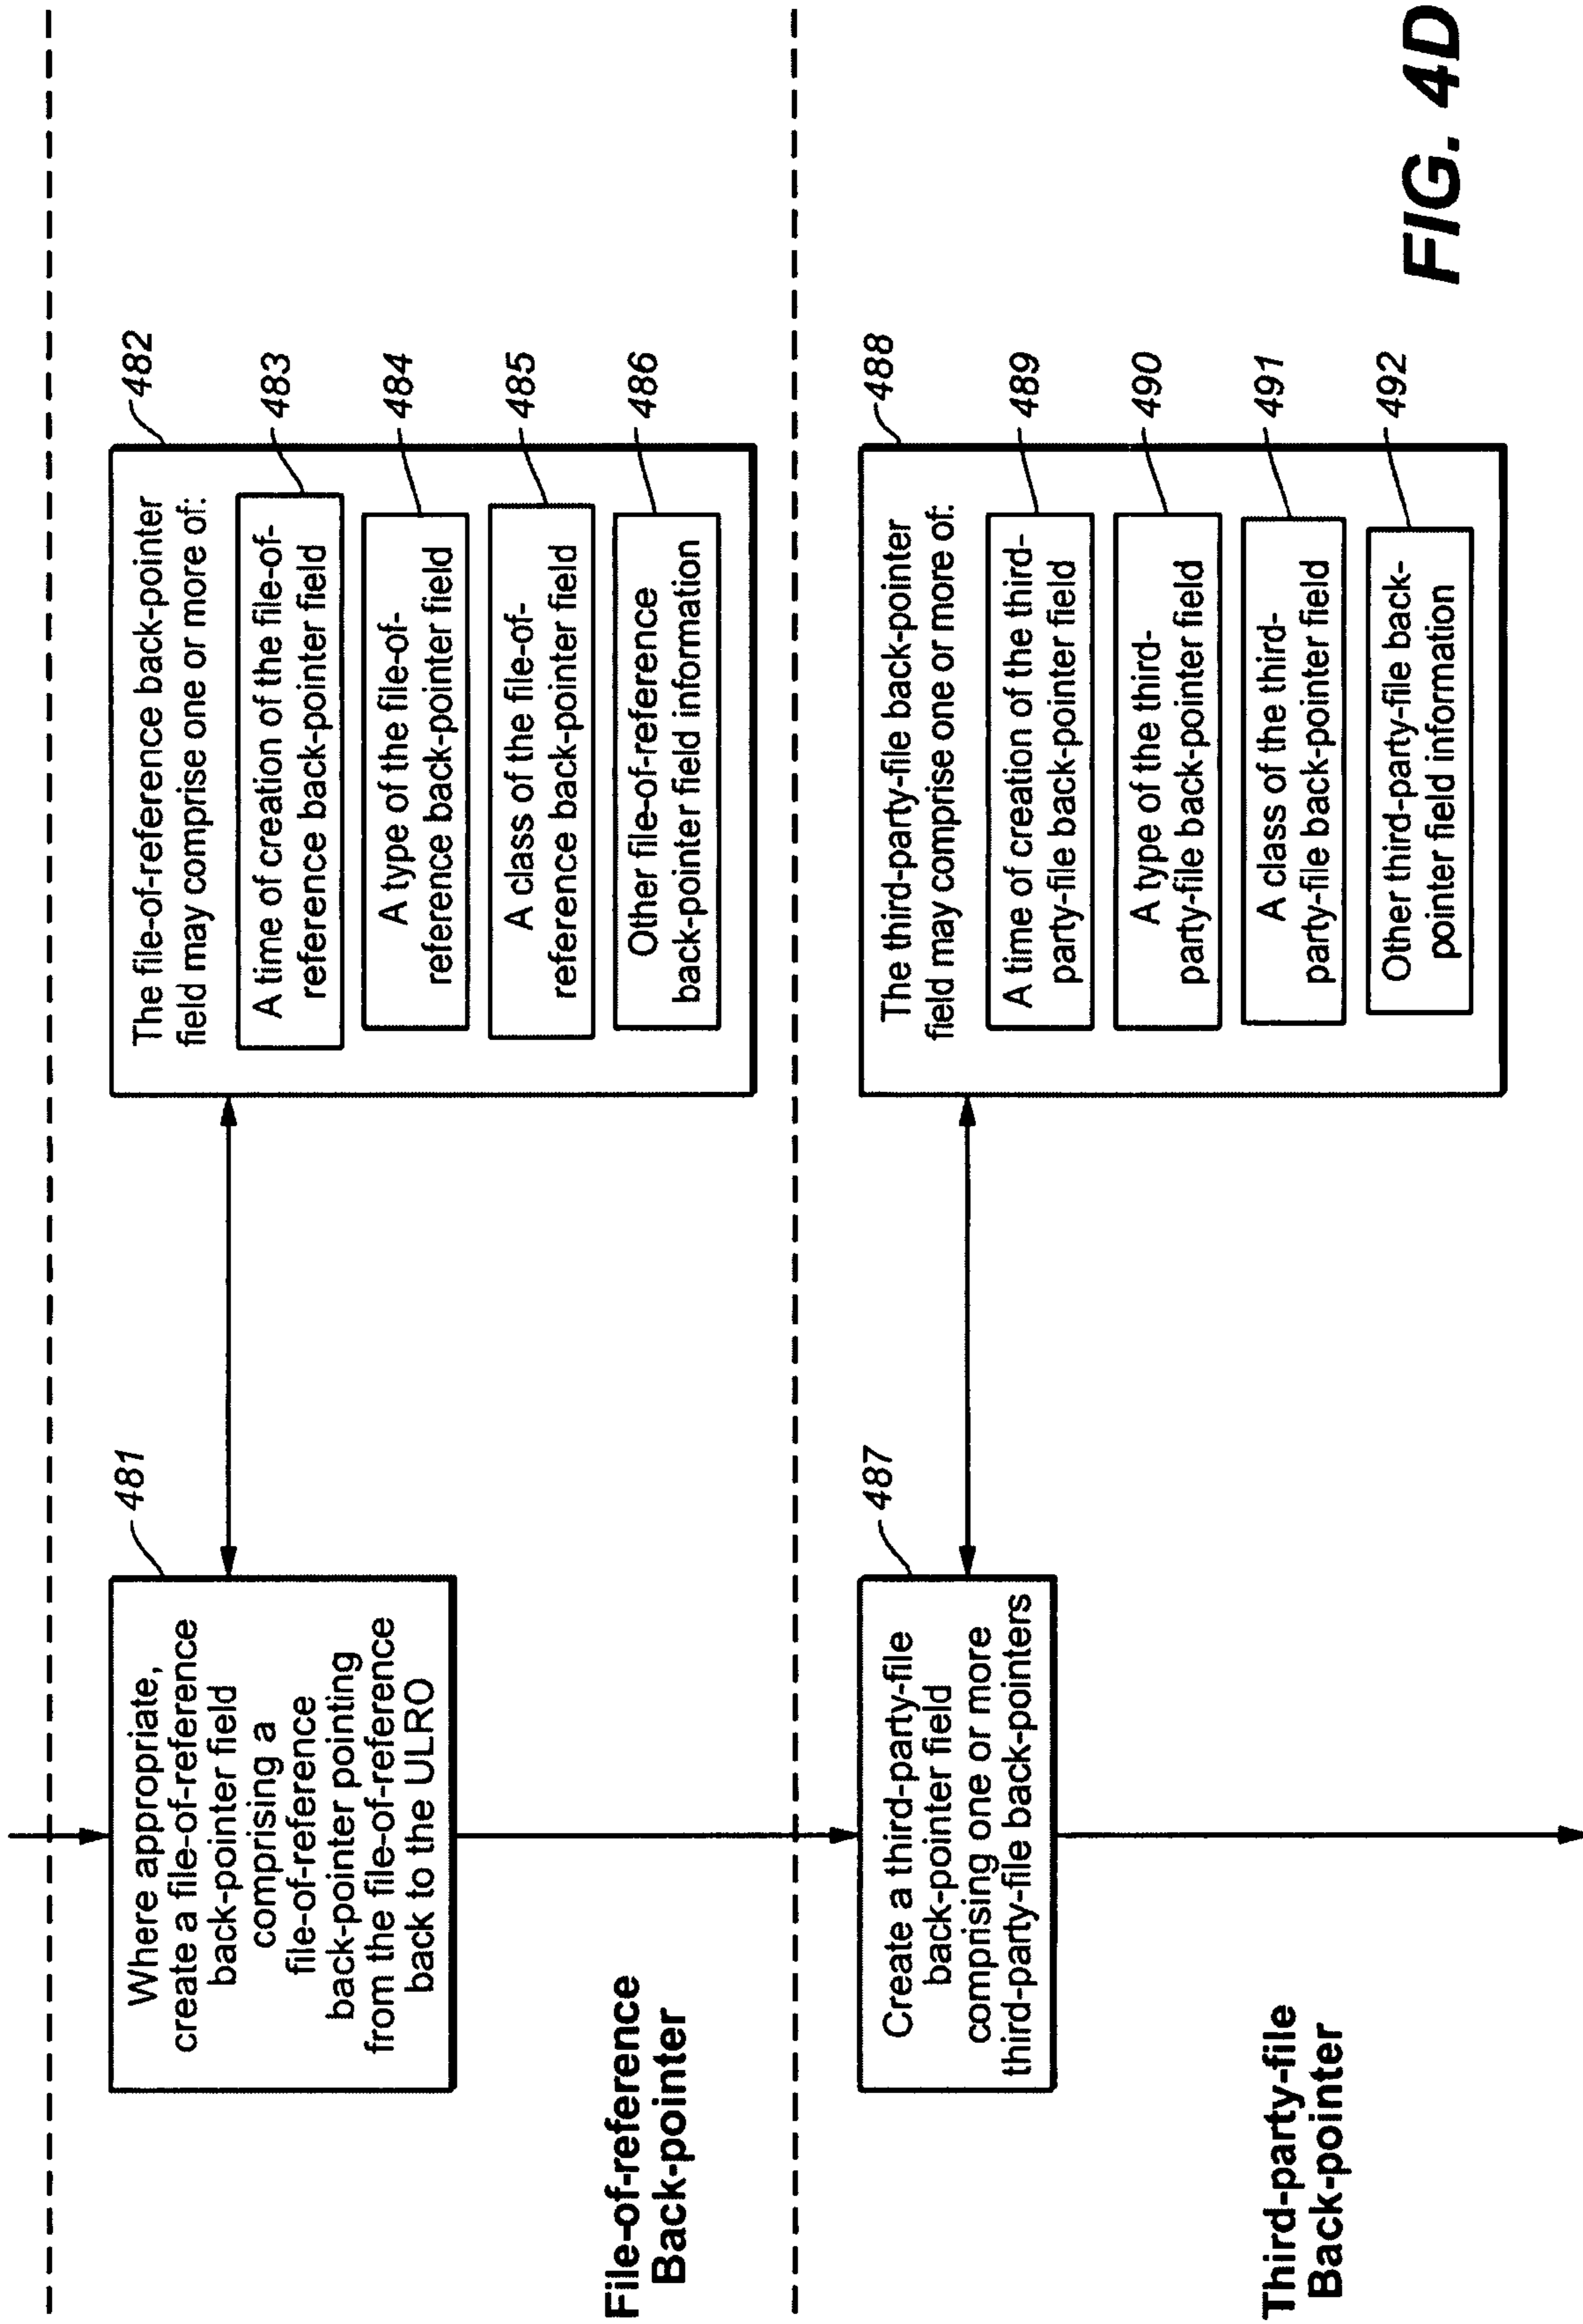 481
Where appropriate,
create a file-of-reference
back-pointer field
comprising a
file-of-reference
back-pointer pointing
from the file-of-reference
back to the ULRO
482
The file-of-reference back-pointer
field may comprise one or more of:
483
A time of creation of the file-of-
reference back-pointer field
484
A type of the file-of-
reference back-pointer field
485
A class of the file-of-
reference back-pointer field
486
Other file-of-reference
back-pointer field information
File-of-reference
Back-pointer
487
Create a third-party-file
back-pointer field
comprising one or more
third-party-file back-pointers
488
The third-party-file back-pointer
field may comprise one or more of:
489
A time of creation of the third-
party-file back-pointer field
490
A type of the third-
party-file back-pointer field
491
A class of the third-
party-file back-pointer field
492
Other third-party-file back-
pointer field information
Third-party-file
Back-pointer
FIG. 4D